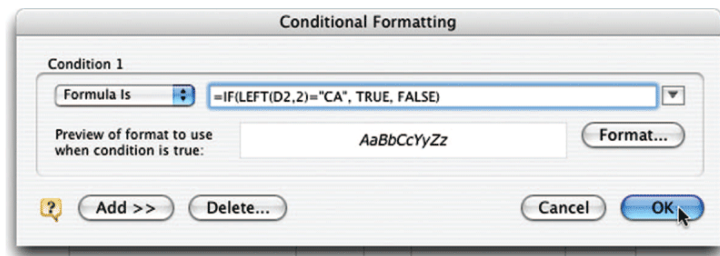 Conditional Formatting
Condition 1
Formula Is =IF(LEFT(D2,2)="CA", TRUE, FALSE)
Preview of format to use
when condition is true:
AaBbCcYyZz
Format...
? Add >> Delete... Cancel OK